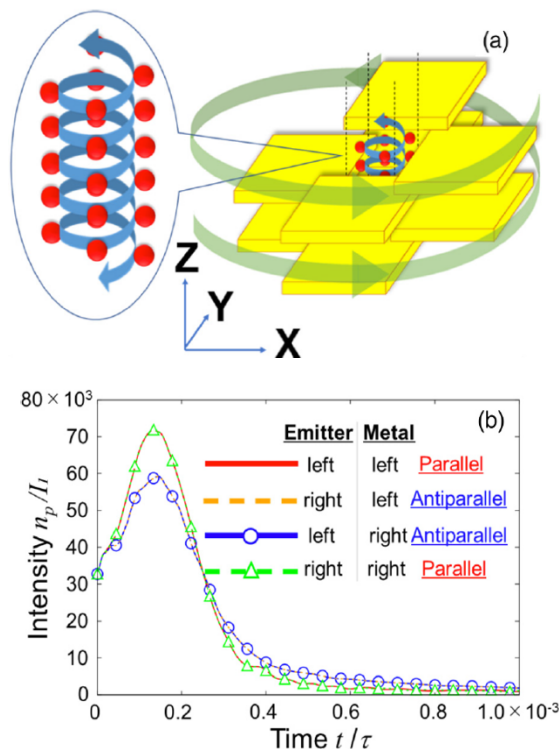 (a)
Z
Y
X
(b)
80 × 10³
70
60
50
40
30
20
10
0
Intensity n_p/I_l
Emitter Metal
left left Parallel
right left Antiparallel
left right Antiparallel
right right Parallel
0 0.2 0.4 0.6 0.8 1.0 × 10⁻³
Time t/τ